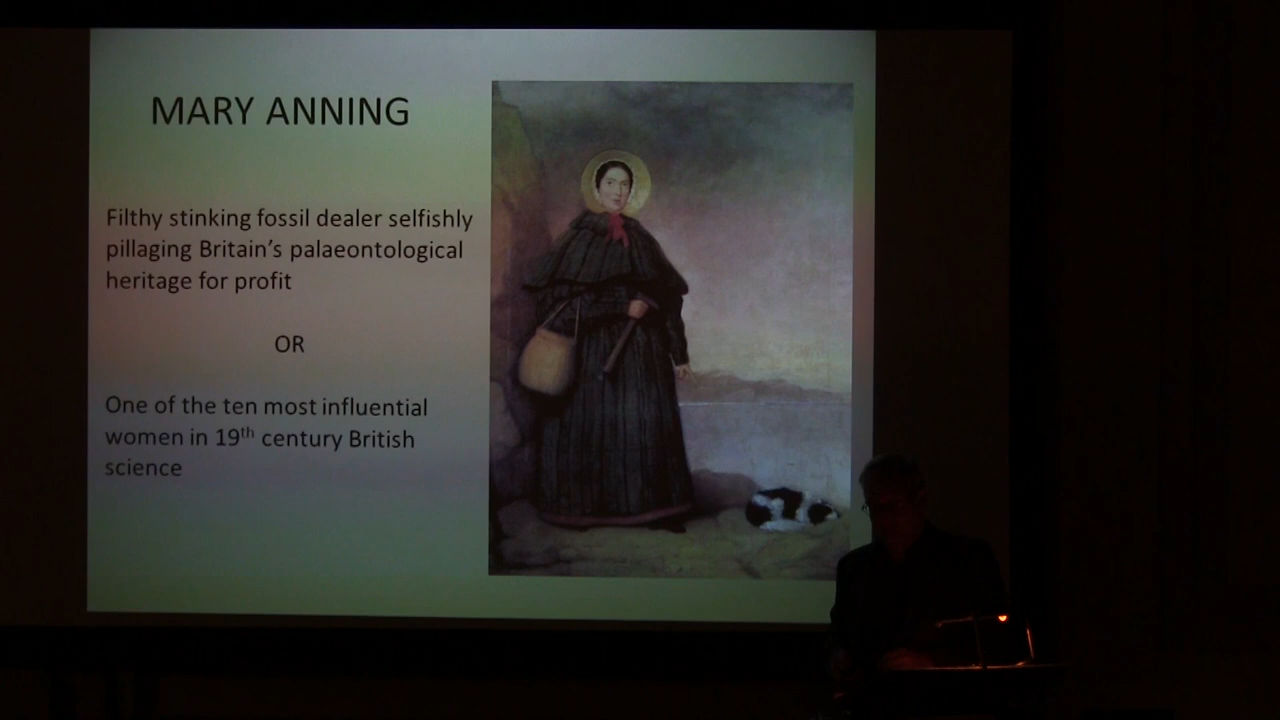 MARY ANNING
Filthy stinking fossil dealer selfishly
pillaging Britain's palaeontological
heritage for profit
OR
One of the ten most influential
women in 19th century British
science